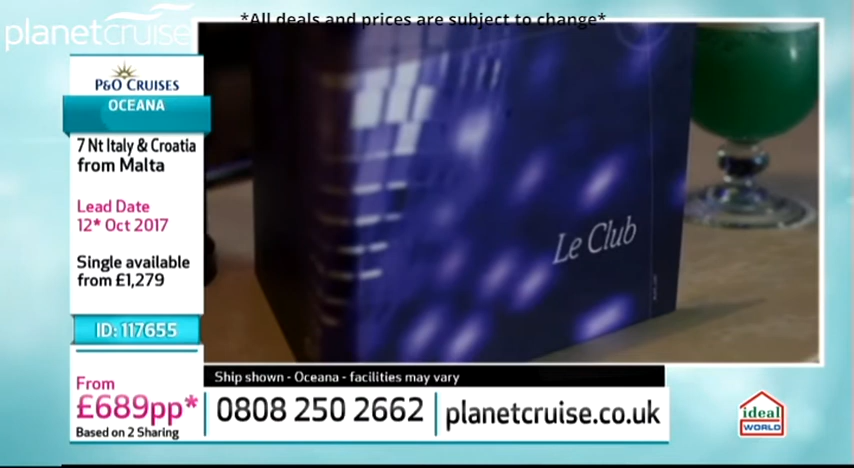 *All deals and prices are subject to change*
planetcruise
P&O CRUISES
OCEANA
7 Nt Italy & Croatia
from Malta
Lead Date
12* Oct 2017
Single available
from £1,279
ID: 117655
From
£689pp*
Based on 2 Sharing
Le Club
Ship shown - Oceana - facilities may vary
0808 250 2662
planetcruise.co.uk
ideal
WORLD